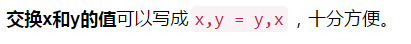 交换x和y的值可以写成 x,y = y,x ，十分方便。